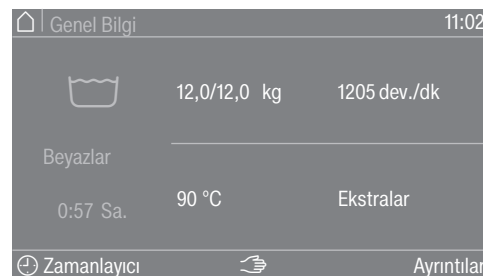 Genel Bilgi 11:02
12,0/12,0 kg 1205 dev./dk
Beyazlar
0:57 Sa.
90 °C Ekstralar
Zamanlayıcı Ayrıntılar